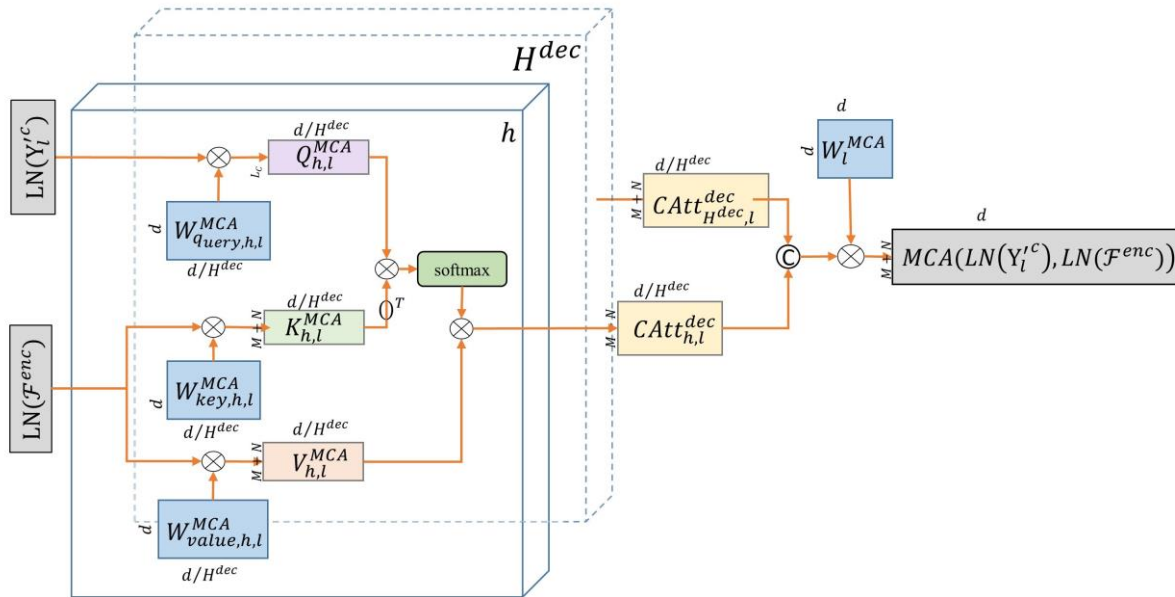 H^{dec}
h
LN(Y'_l^c)
d/H^{dec}
Q_{h,l}^{MCA}
L_C
d
W_{query,h,l}^{MCA}
d/H^{dec}
softmax
()^T
LN(\mathcal{F}^{enc})
d/H^{dec}
M + N
K_{h,l}^{MCA}
d
W_{key,h,l}^{MCA}
d/H^{dec}
d/H^{dec}
M + N
V_{h,l}^{MCA}
d
W_{value,h,l}^{MCA}
d/H^{dec}
d/H^{dec}
M + N
CAtt_{H^{dec},l}^{dec}
d/H^{dec}
M N
CAtt_{h,l}^{dec}
C
d
d
W_l^{MCA}
d
M + N
MCA(LN(Y'_l^c), LN(\mathcal{F}^{enc}))